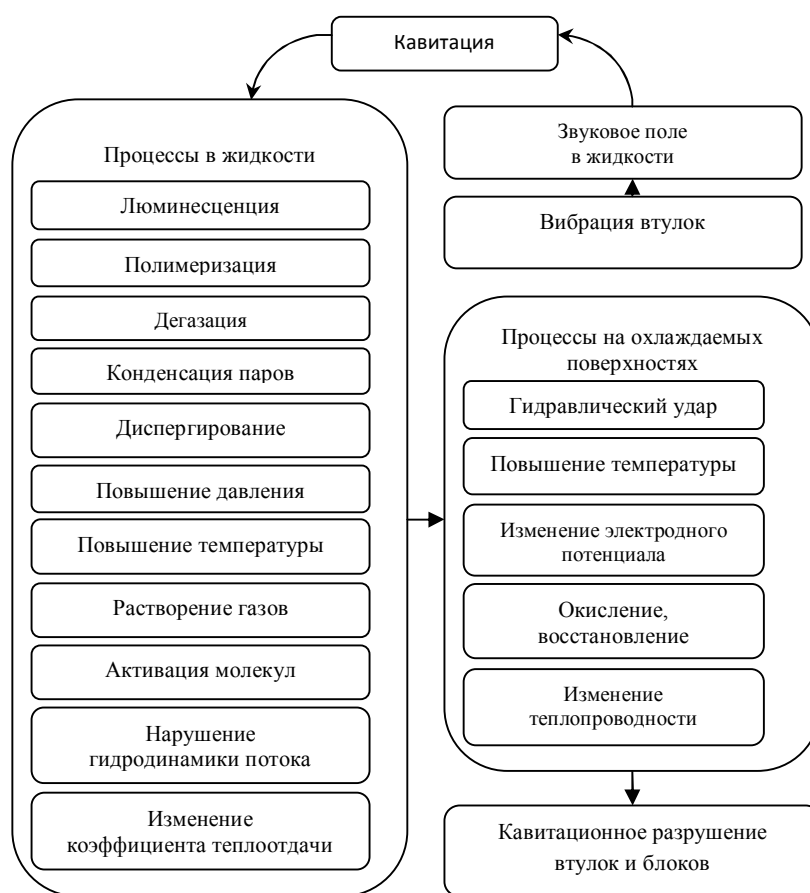 Кавитация
Звуковое поле
в жидкости
Вибрация втулок
Процессы в жидкости
Люминесценция
Полимеризация
Дегазация
Конденсация паров
Диспергирование
Повышение давления
Повышение температуры
Растворение газов
Активация молекул
Нарушение
гидродинамики потока
Изменение
коэффициента теплоотдачи
Процессы на охлаждаемых
поверхностях
Гидравлический удар
Повышение температуры
Изменение электродного
потенциала
Окисление,
восстановление
Изменение
теплопроводности
Кавитационное разрушение
втулок и блоков